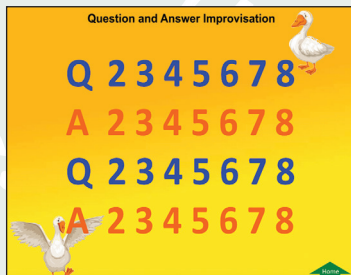 Question and Answer Improvisation
Q 2 3 4 5 6 7 8
A 2 3 4 5 6 7 8
Q 2 3 4 5 6 7 8
A 2 3 4 5 6 7 8
Home